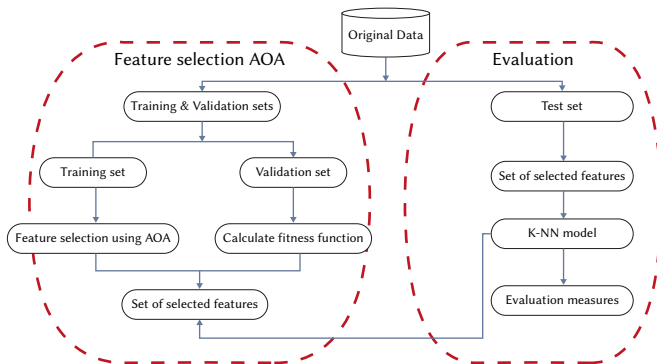 Original Data
Feature selection AOA
Evaluation
Training & Validation sets
Test set
Training set
Validation set
Set of selected features
Feature selection using AOA
Calculate fitness function
K-NN model
Set of selected features
Evaluation measures